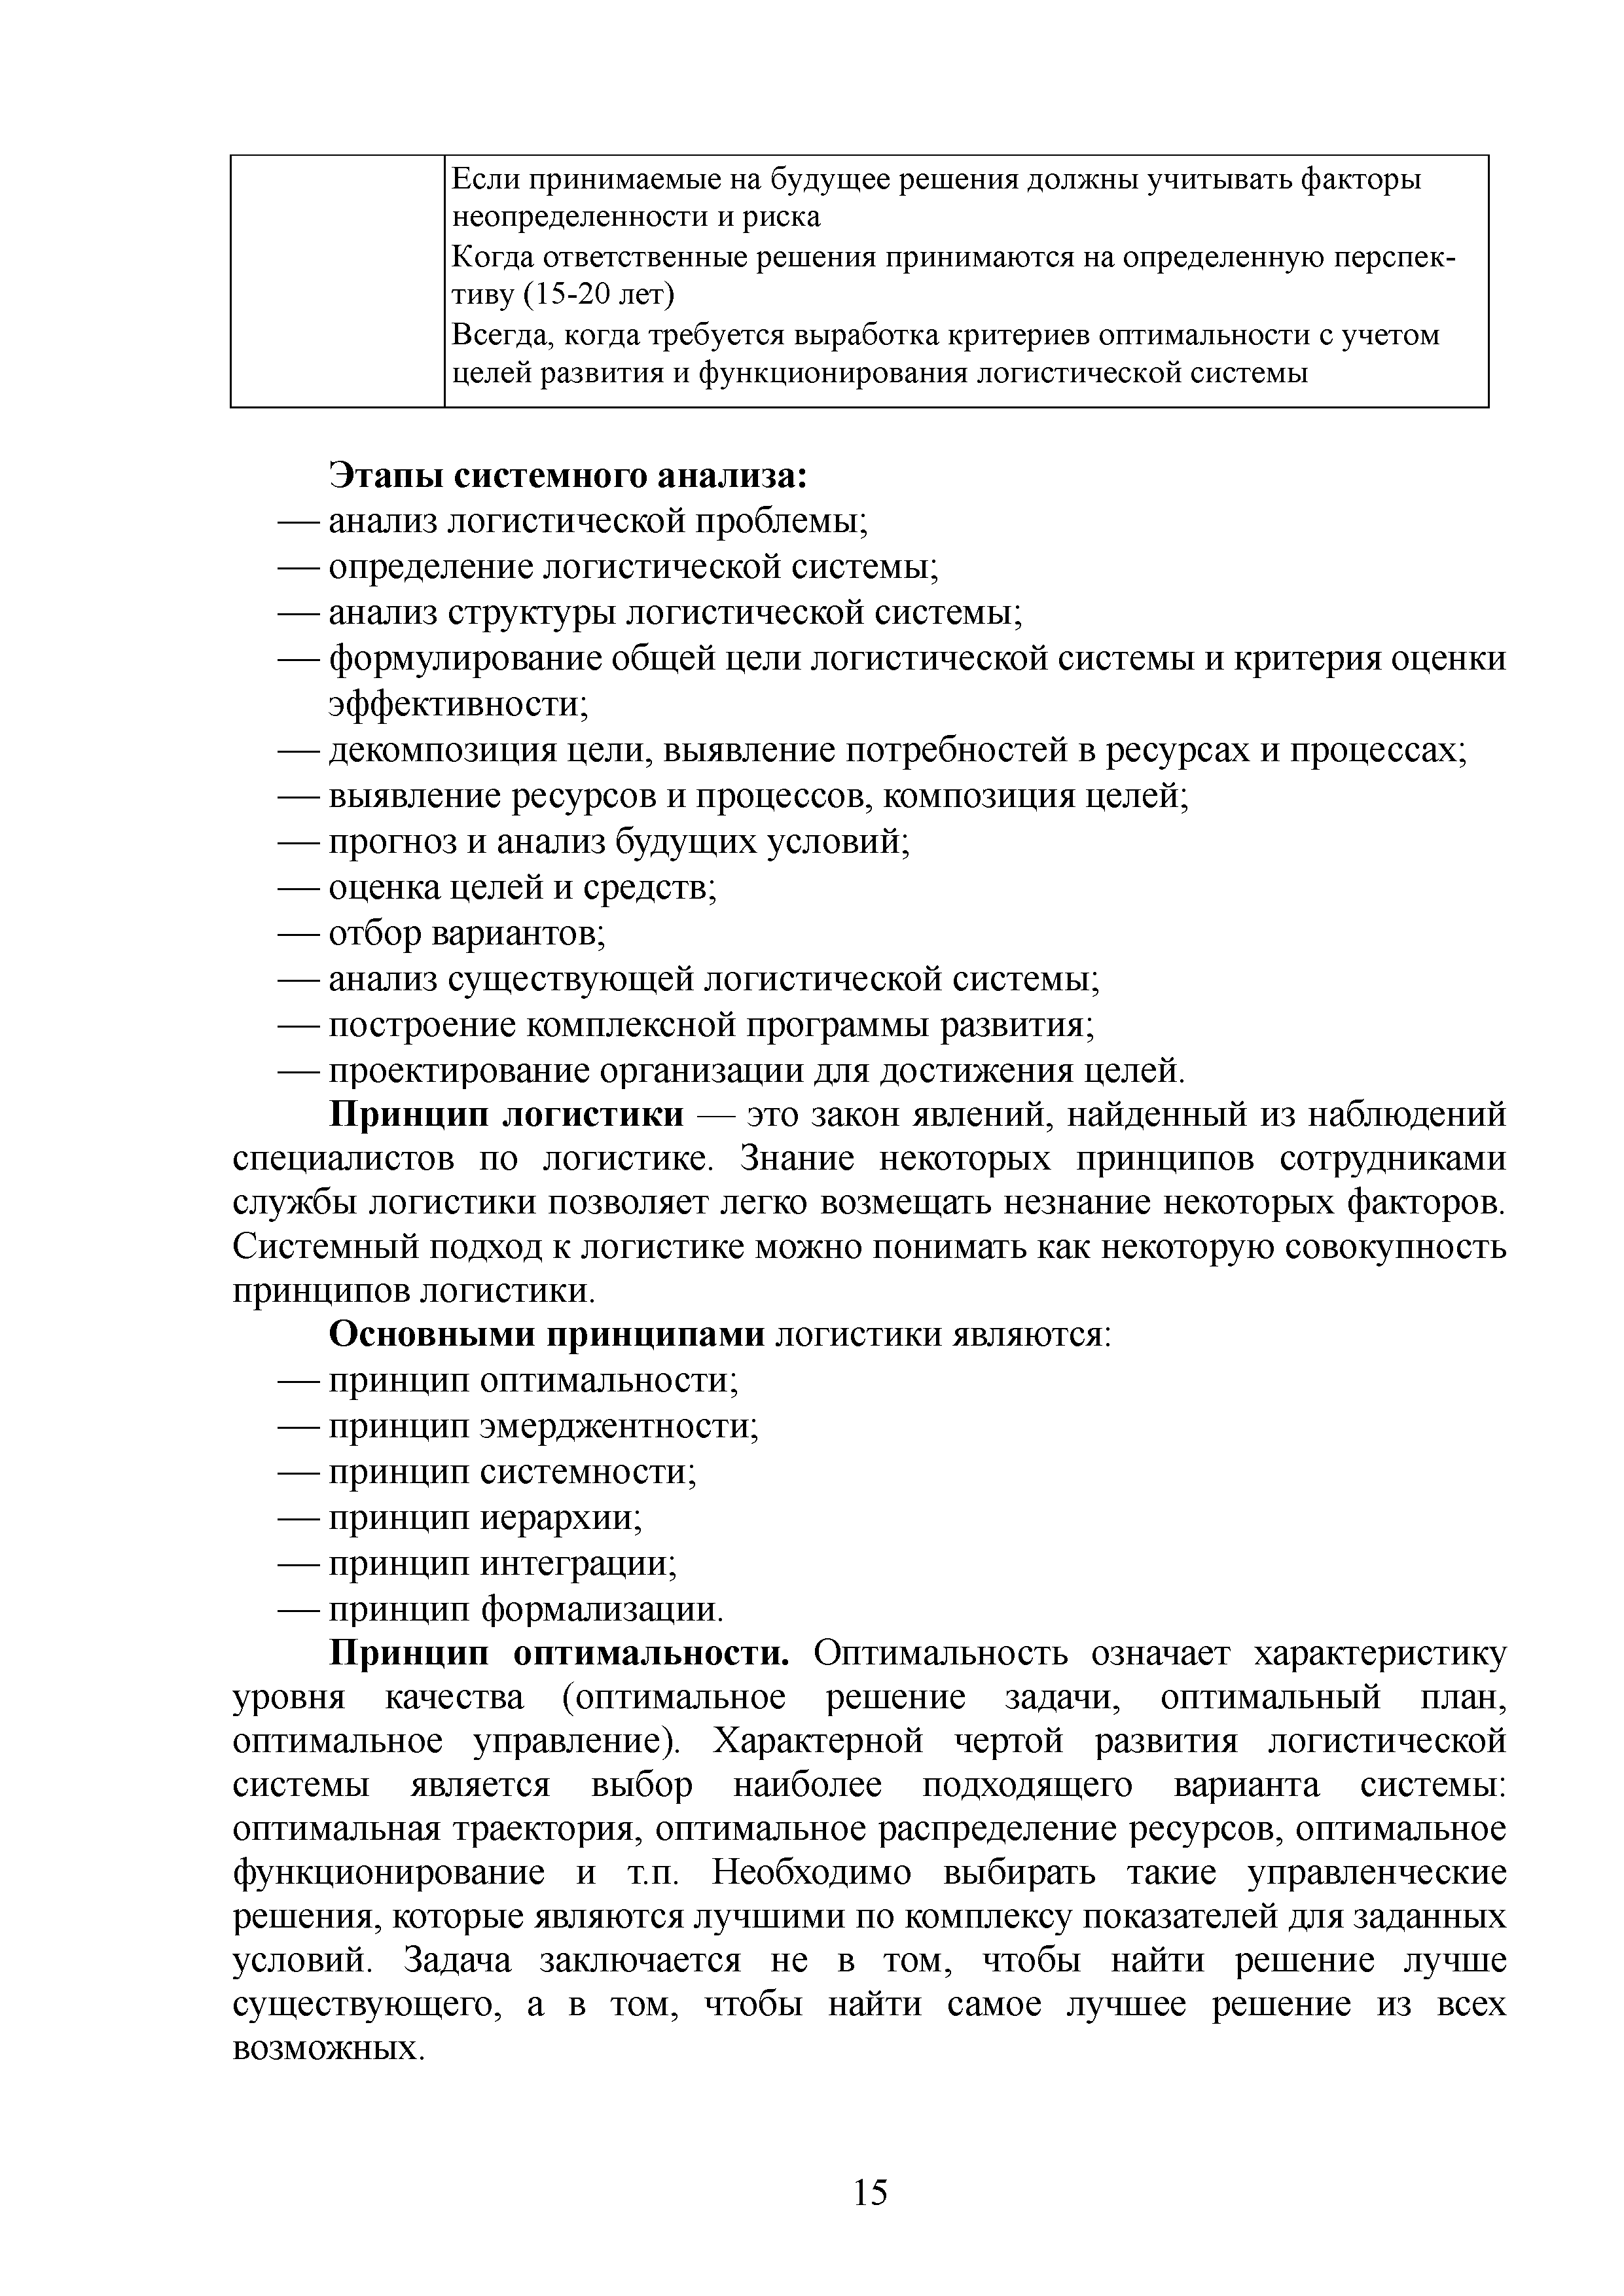 Если принимаемые на будущее решения должны учитывать факторы
неопределенности и риска
Когда ответственные решения принимаются на определенную перспек-
тиву (15-20 лет)
Всегда, когда требуется выработка критериев оптимальности с учетом
целей развития и функционирования логистической системы
Этапы системного анализа:
— анализ логистической проблемы;
— определение логистической системы;
— анализ структуры логистической системы;
— формулирование общей цели логистической системы и критерия оценки
эффективности;
— декомпозиция цели, выявление потребностей в ресурсах и процессах;
— выявление ресурсов и процессов, композиция целей;
— прогноз и анализ будущих условий;
— оценка целей и средств;
— отбор вариантов;
— анализ существующей логистической системы;
— построение комплексной программы развития;
— проектирование организации для достижения целей.
Принцип логистики — это закон явлений, найденный из наблюдений
специалистов по логистике. Знание некоторых принципов сотрудниками
службы логистики позволяет легко возмещать незнание некоторых факторов.
Системный подход к логистике можно понимать как некоторую совокупность
принципов логистики.
Основными принципами логистики являются:
— принцип оптимальности;
— принцип эмерджентности;
— принцип системности;
— принцип иерархии;
— принцип интеграции;
— принцип формализации.
Принцип оптимальности. Оптимальность означает характеристику
уровня качества (оптимальное решение задачи, оптимальный план,
оптимальное управление). Характерной чертой развития логистической
системы является выбор наиболее подходящего варианта системы:
оптимальная траектория, оптимальное распределение ресурсов, оптимальное
функционирование и т.п. Необходимо выбирать такие управленческие
решения, которые являются лучшими по комплексу показателей для заданных
условий. Задача заключается не в том, чтобы найти решение лучше
существующего, а в том, чтобы найти самое лучшее решение из всех
возможных.
15